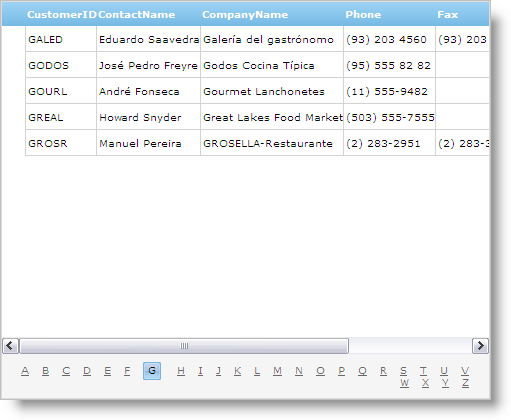 CustomerID ContactName CompanyName Phone Fax
GALED Eduardo Saavedra Galería del gastrónomo (93) 203 4560 (93) 203
GODOS José Pedro Freyre Godos Cocina Típica (95) 555 82 82
GOURL André Fonseca Gourmet Lanchonetes (11) 555-9482
GREAL Howard Snyder Great Lakes Food Market (503) 555-7555
GROSR Manuel Pereira GROSELLA-Restaurante (2) 283-2951 (2) 283-3
A B C D E F G H I J K L M N O P Q R S T U V
W X Y Z